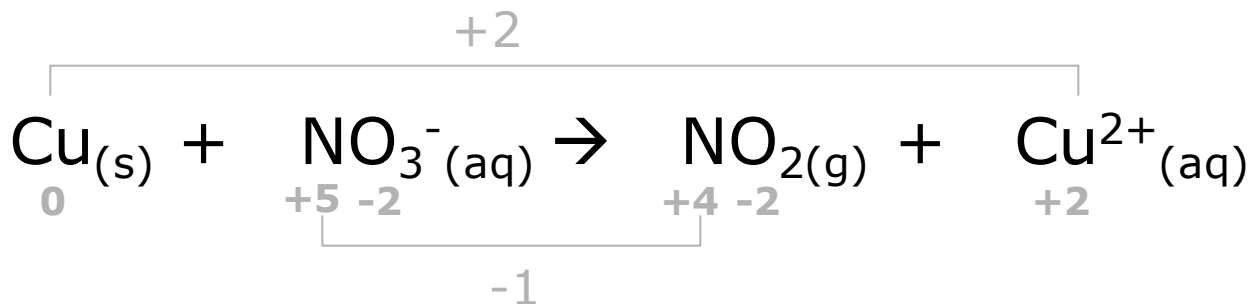 +2
Cu(s) + NO₃⁻(aq) → NO₂(g) + Cu²⁺(aq)
0 +5 -2 +4 -2 +2
-1